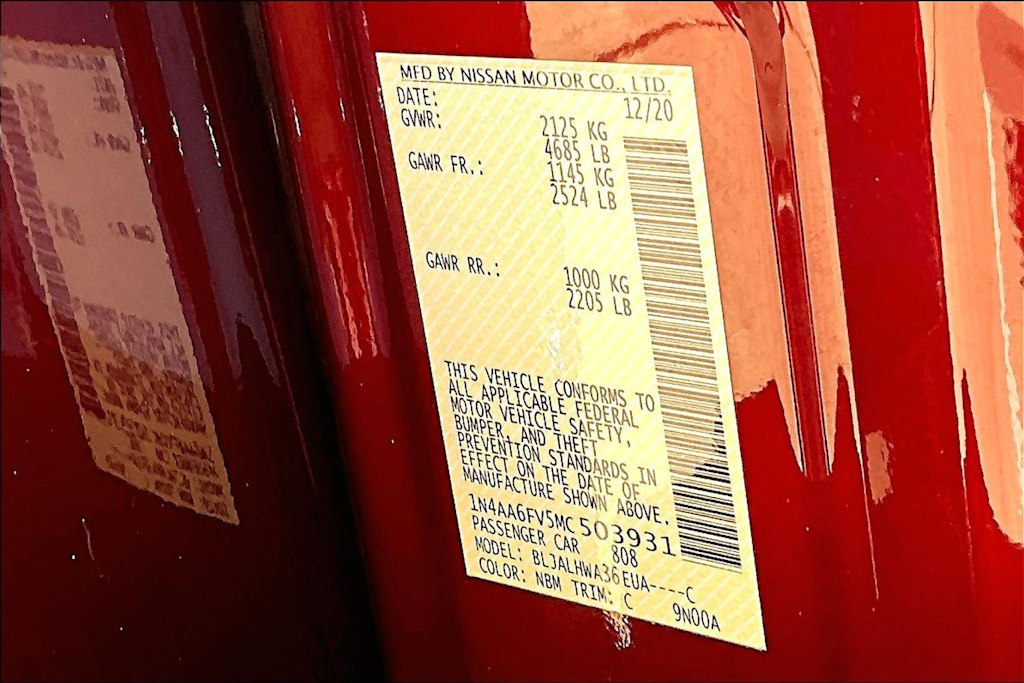 MFD BY NISSAN MOTOR CO., LTD.
DATE: 12/20
GVWR: 2125 KG
4685 LB
GAWR FR.: 1145 KG
2524 LB
GAWR RR.: 1000 KG
2205 LB
THIS VEHICLE CONFORMS TO
ALL APPLICABLE FEDERAL
MOTOR VEHICLE SAFETY,
BUMPER, AND THEFT
PREVENTION STANDARDS IN
EFFECT ON THE DATE OF
MANUFACTURE SHOWN ABOVE.
1N4AA6FV5MC503931
PASSENGER CAR 808
MODEL: BLJALHWA36EUA----C
COLOR: NBM TRIM: C 9N00A